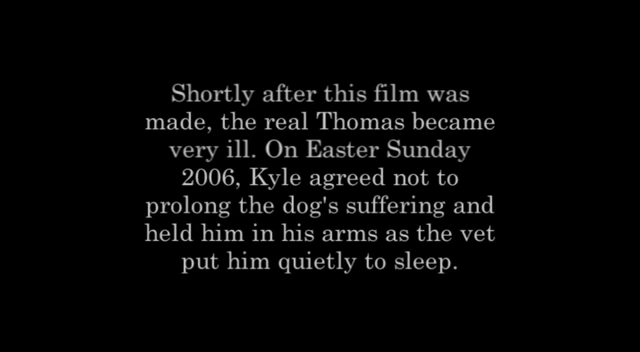 Shortly after this film was
made, the real Thomas became
very ill. On Easter Sunday
2006, Kyle agreed not to
prolong the dog's suffering and
held him in his arms as the vet
put him quietly to sleep.